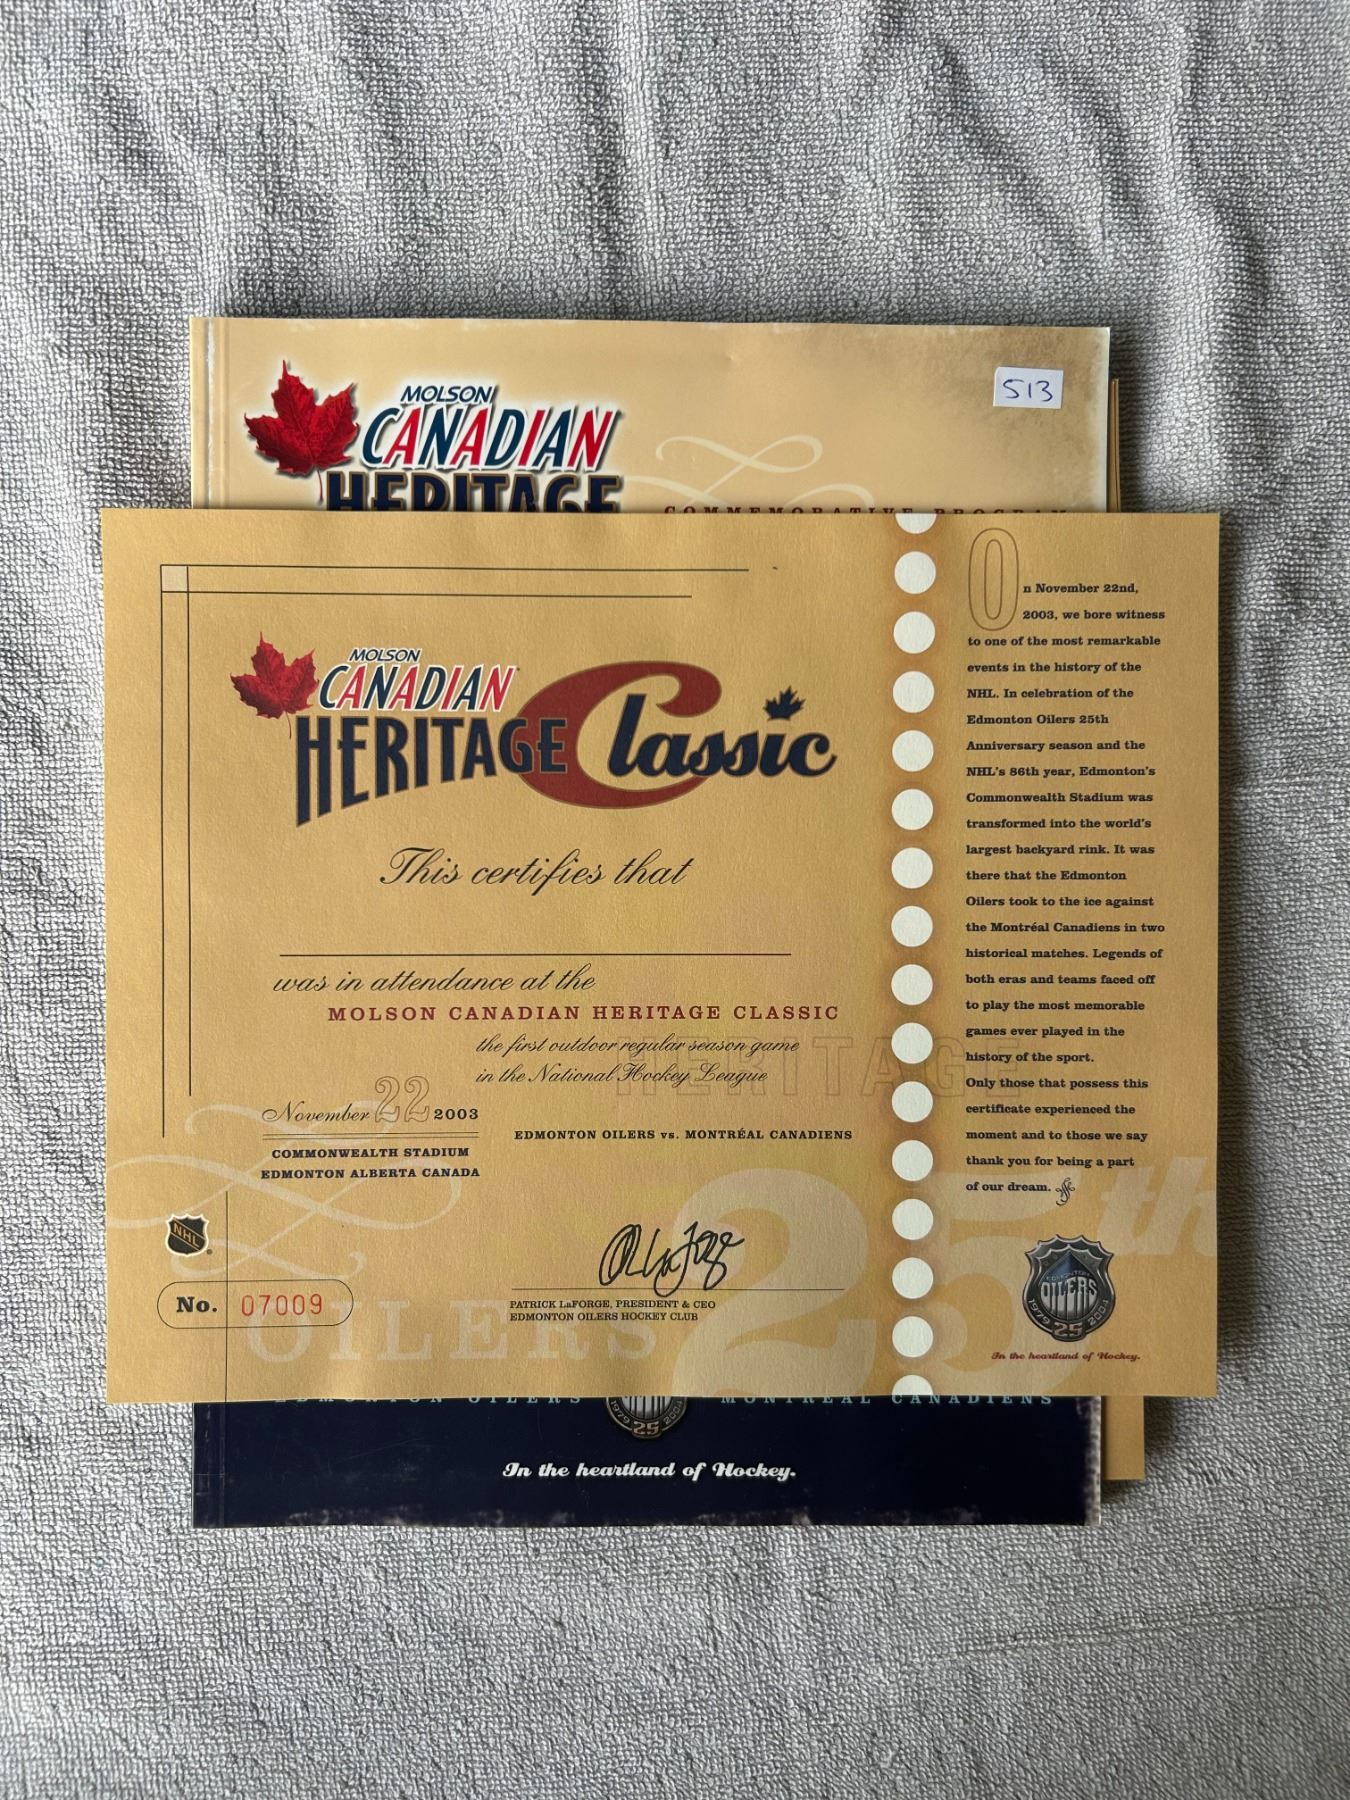 MOLSON
CANADIAN
HERITAGE
513
COMMEMORATIVE PROGRAM
MOLSON
CANADIAN
HERITAGE Classic
This certifies that
was in attendance at the
MOLSON CANADIAN HERITAGE CLASSIC
the first outdoor regular season game
in the National Hockey League
HERITAGE
November 22 2003
COMMONWEALTH STADIUM
EDMONTON ALBERTA CANADA
EDMONTON OILERS vs. MONTRÉAL CANADIENS
NHL
No. 07009
OILERS
25th
PATRICK LaFORGE, PRESIDENT & CEO
EDMONTON OILERS HOCKEY CLUB
On November 22nd,
2003, we bore witness
to one of the most remarkable
events in the history of the
NHL. In celebration of the
Edmonton Oilers 25th
Anniversary season and the
NHL's 86th year, Edmonton's
Commonwealth Stadium was
transformed into the world's
largest backyard rink. It was
there that the Edmonton
Oilers took to the ice against
the Montréal Canadiens in two
historical matches. Legends of
both eras and teams faced off
to play the most memorable
games ever played in the
history of the sport.
Only those that possess this
certificate experienced the
moment and to those we say
thank you for being a part
of our dream.
EDMONTON
OILERS
1979 25 2004
In the heartland of Hockey.
EDMONTON OILERS
MONTRÉAL CANADIENS
1979 25 2004
In the heartland of Hockey.